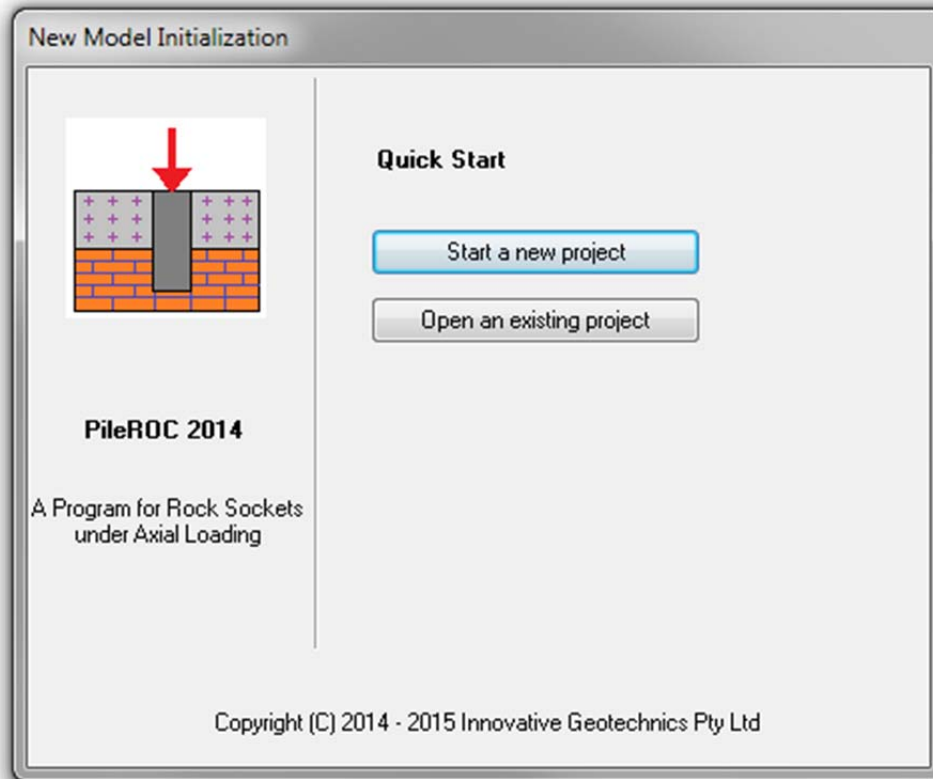 New Model Initialization
Quick Start
Start a new project
Open an existing project
PileROC 2014
A Program for Rock Sockets
under Axial Loading
Copyright (C) 2014 - 2015 Innovative Geotechnics Pty Ltd